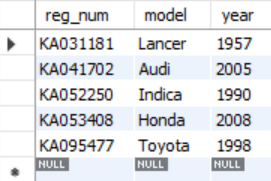 reg_num model year
KA031181 Lancer 1957
KA041702 Audi 2005
KA052250 Indica 1990
KA053408 Honda 2008
KA095477 Toyota 1998
NULL NULL NULL